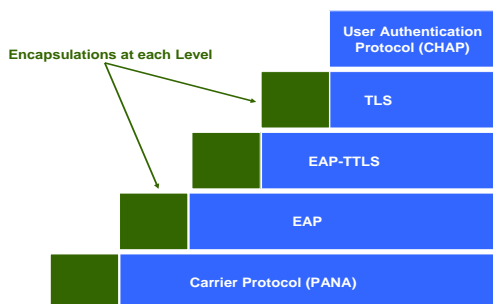 User Authentication
Protocol (CHAP)
Encapsulations at each Level
TLS
EAP-TTLS
EAP
Carrier Protocol (PANA)